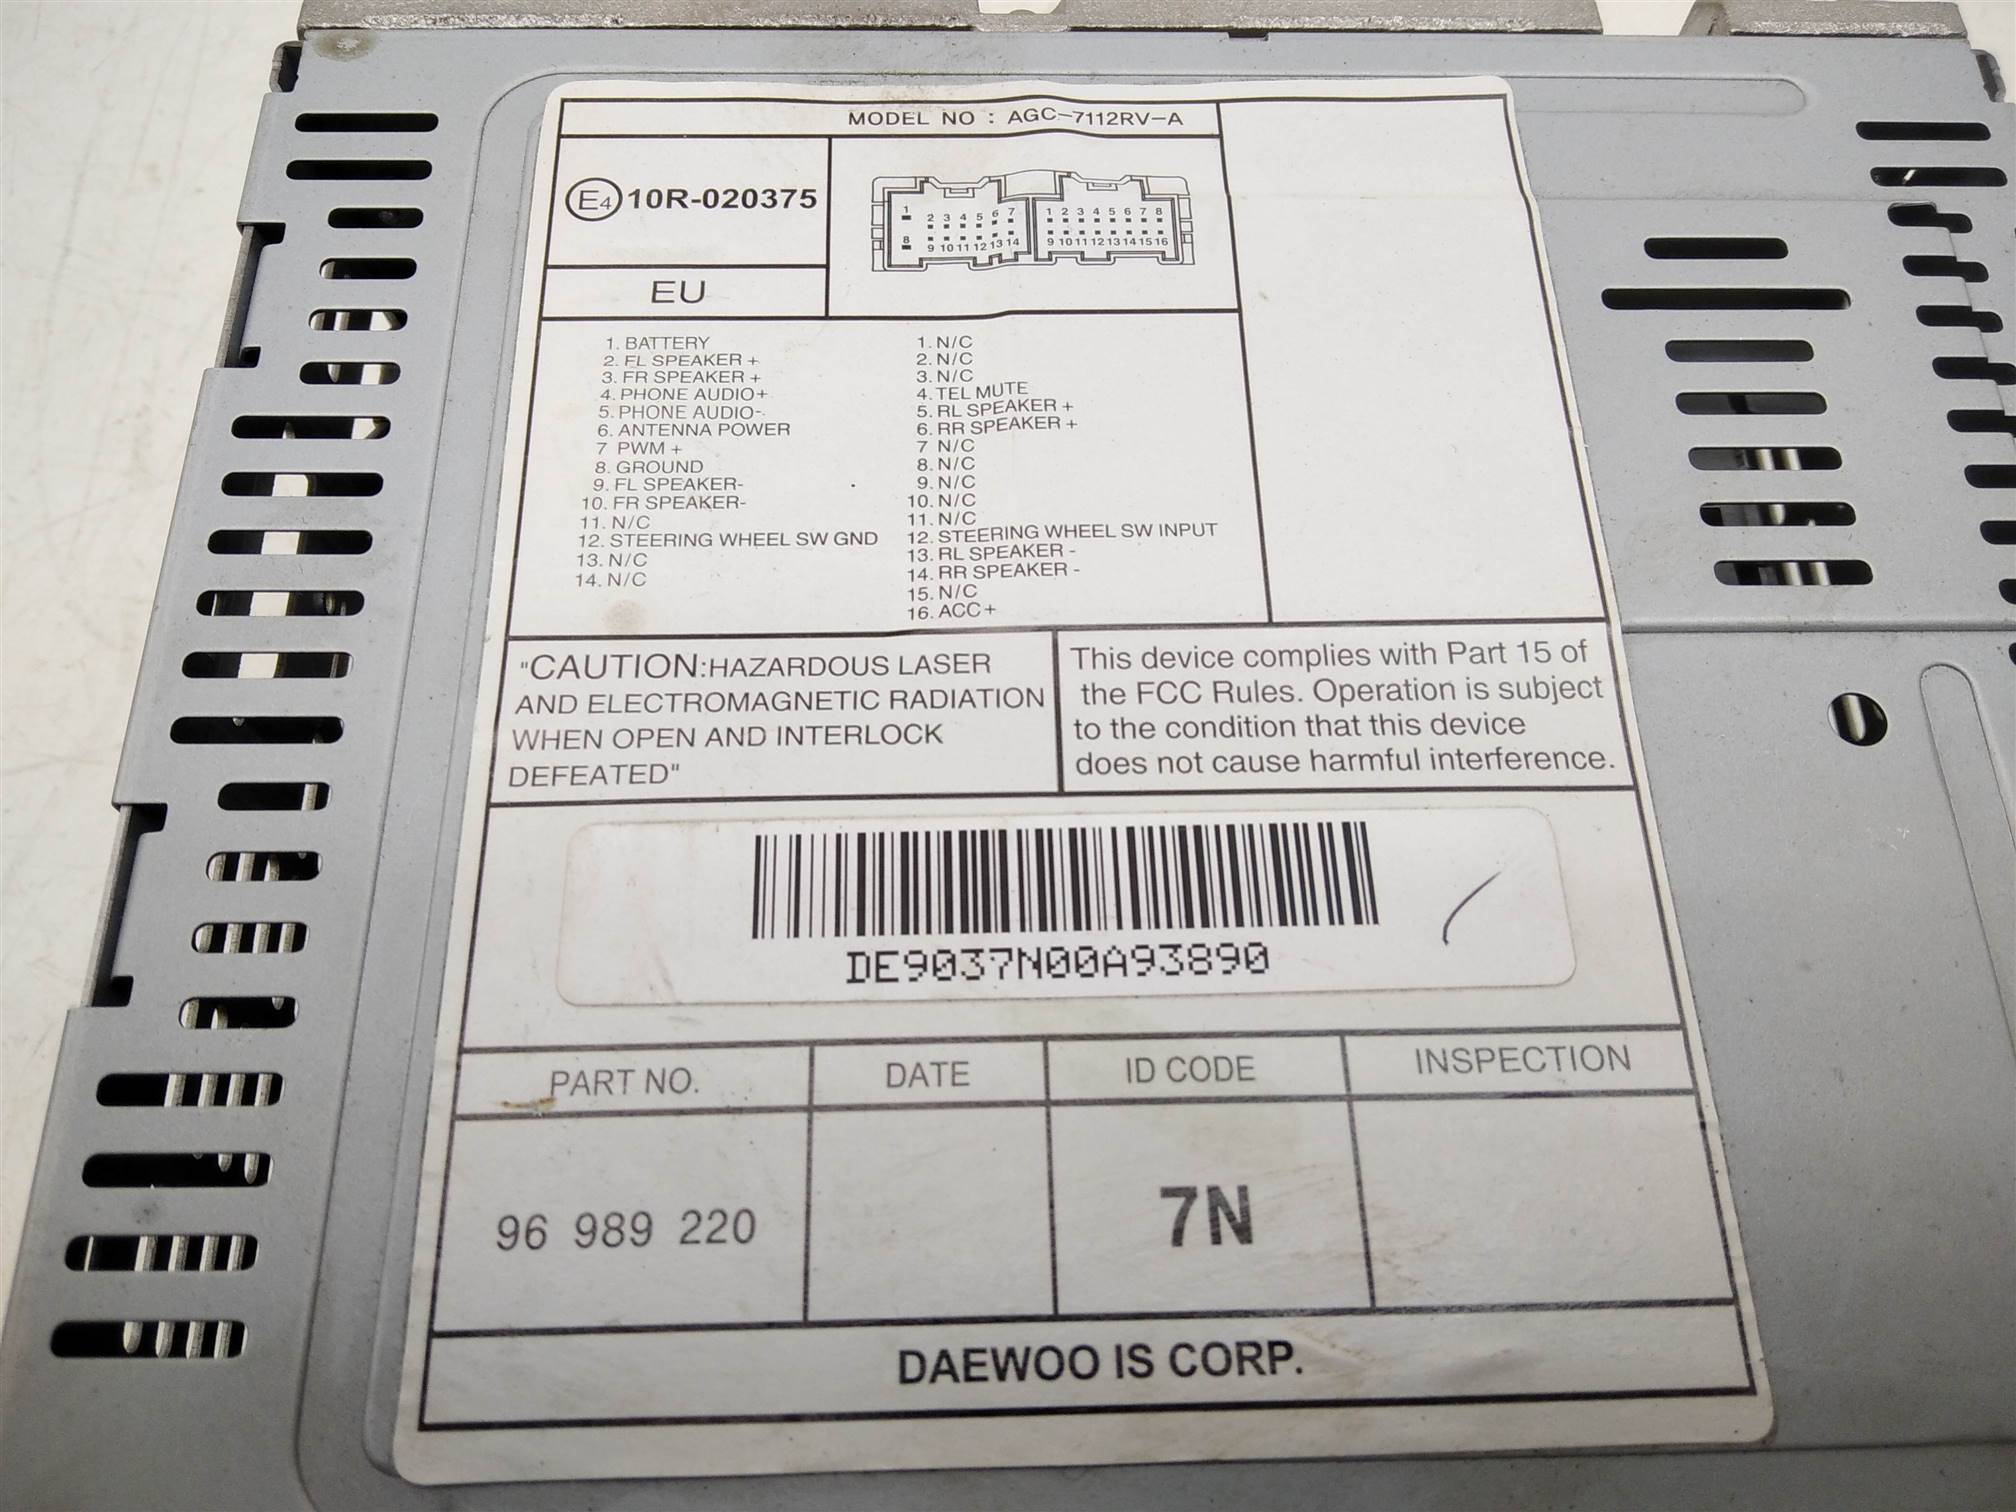 MODEL NO : AGC-7112RV-A
E4 10R-020375
EU
1 2 3 4 5 6 7
8 9 10 11 12 13 14
1 2 3 4 5 6 7 8
9 10 11 12 13 14 15 16
1. BATTERY
2. FL SPEAKER +
3. FR SPEAKER +
4. PHONE AUDIO+
5. PHONE AUDIO-
6. ANTENNA POWER
7 PWM +
8. GROUND
9. FL SPEAKER-
10. FR SPEAKER-
11. N/C
12. STEERING WHEEL SW GND
13. N/C
14. N/C
1. N/C
2. N/C
3. N/C
4. TEL MUTE
5. RL SPEAKER +
6. RR SPEAKER +
7 N/C
8. N/C
9. N/C
10. N/C
11. N/C
12. STEERING WHEEL SW INPUT
13. RL SPEAKER -
14. RR SPEAKER -
15. N/C
16. ACC+
"CAUTION:HAZARDOUS LASER
AND ELECTROMAGNETIC RADIATION
WHEN OPEN AND INTERLOCK
DEFEATED"
This device complies with Part 15 of
the FCC Rules. Operation is subject
to the condition that this device
does not cause harmful interference.
DE9037N00A93890
PART NO. DATE ID CODE INSPECTION
96 989 220 7N
DAEWOO IS CORP.